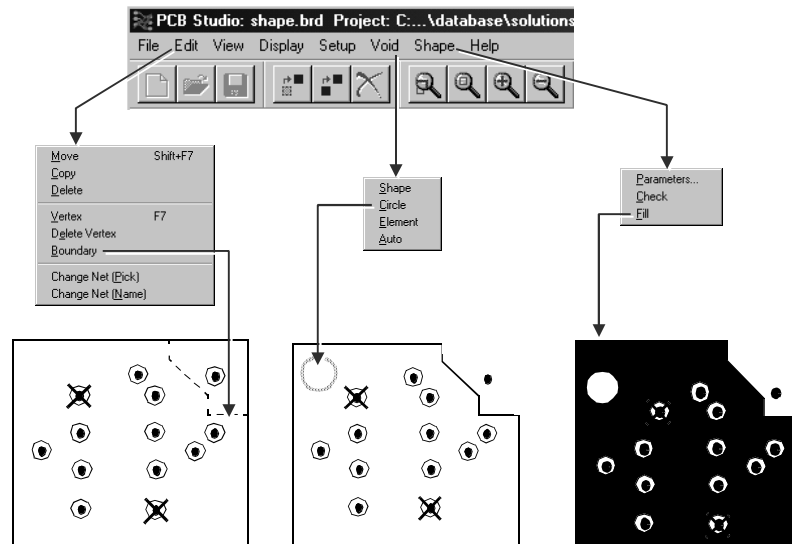 PCB Studio: shape.brd Project: C:...\database\solutions
File Edit View Display Setup Void Shape Help
Move Shift+F7
Copy
Delete
Vertex F7
Delete Vertex
Boundary
Change Net (Pick)
Change Net (Name)
Shape
Circle
Element
Auto
Parameters...
Check
Fill